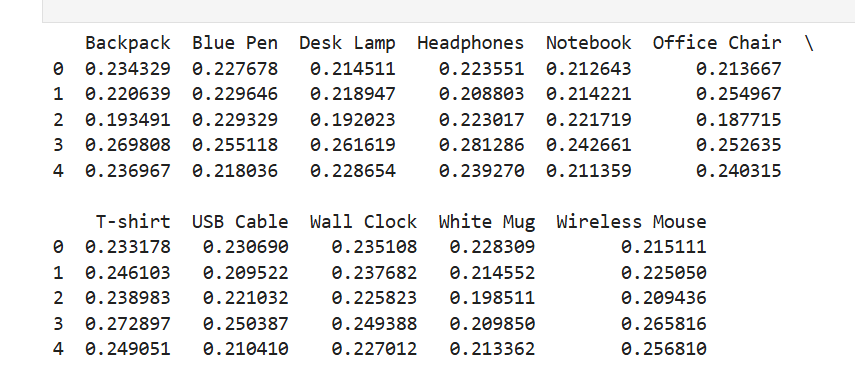 Backpack Blue Pen Desk Lamp Headphones Notebook Office Chair \
0 0.234329 0.227678 0.214511 0.223551 0.212643 0.213667
1 0.220639 0.229646 0.218947 0.208803 0.214221 0.254967
2 0.193491 0.229329 0.192023 0.223017 0.221719 0.187715
3 0.269808 0.255118 0.261619 0.281286 0.242661 0.252635
4 0.236967 0.218036 0.228654 0.239270 0.211359 0.240315
T-shirt USB Cable Wall Clock White Mug Wireless Mouse
0 0.233178 0.230690 0.235108 0.228309 0.215111
1 0.246103 0.209522 0.237682 0.214552 0.225050
2 0.238983 0.221032 0.225823 0.198511 0.209436
3 0.272897 0.250387 0.249388 0.209850 0.265816
4 0.249051 0.210410 0.227012 0.213362 0.256810